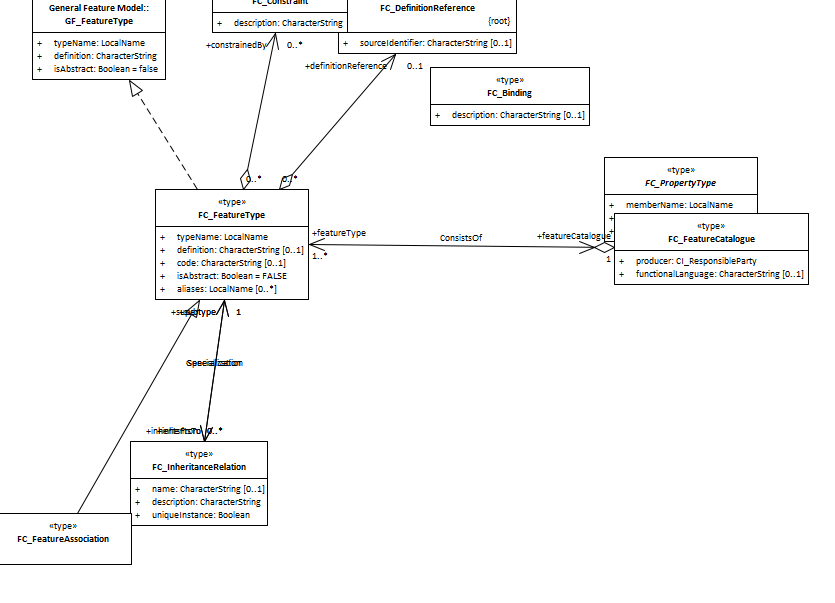 General Feature Model::
GF_FeatureType
+ typeName: LocalName
+ definition: CharacterString
+ isAbstract: Boolean = false
FC_Constraint
+ description: CharacterString
FC_DefinitionReference
{root}
+ sourceIdentifier: CharacterString [0..1]
+constrainedBy
0..*
+definitionReference
0..1
«type»
FC_Binding
+ description: CharacterString [0..1]
0..*
0..*
«type»
FC_FeatureType
+ typeName: LocalName
+ definition: CharacterString [0..1]
+ code: CharacterString [0..1]
+ isAbstract: Boolean = FALSE
+ aliases: LocalName [0..*]
«type»
FC_PropertyType
+ memberName: LocalName
+
+
«type»
FC_FeatureCatalogue
+ producer: CI_ResponsibleParty
+ functionalLanguage: CharacterString [0..1]
+featureType
1..*
ConsistsOf
+featureCatalogue
1
1
0..*
«type»
FC_InheritanceRelation
+ name: CharacterString [0..1]
+ description: CharacterString
+ uniqueInstance: Boolean
«type»
FC_FeatureAssociation